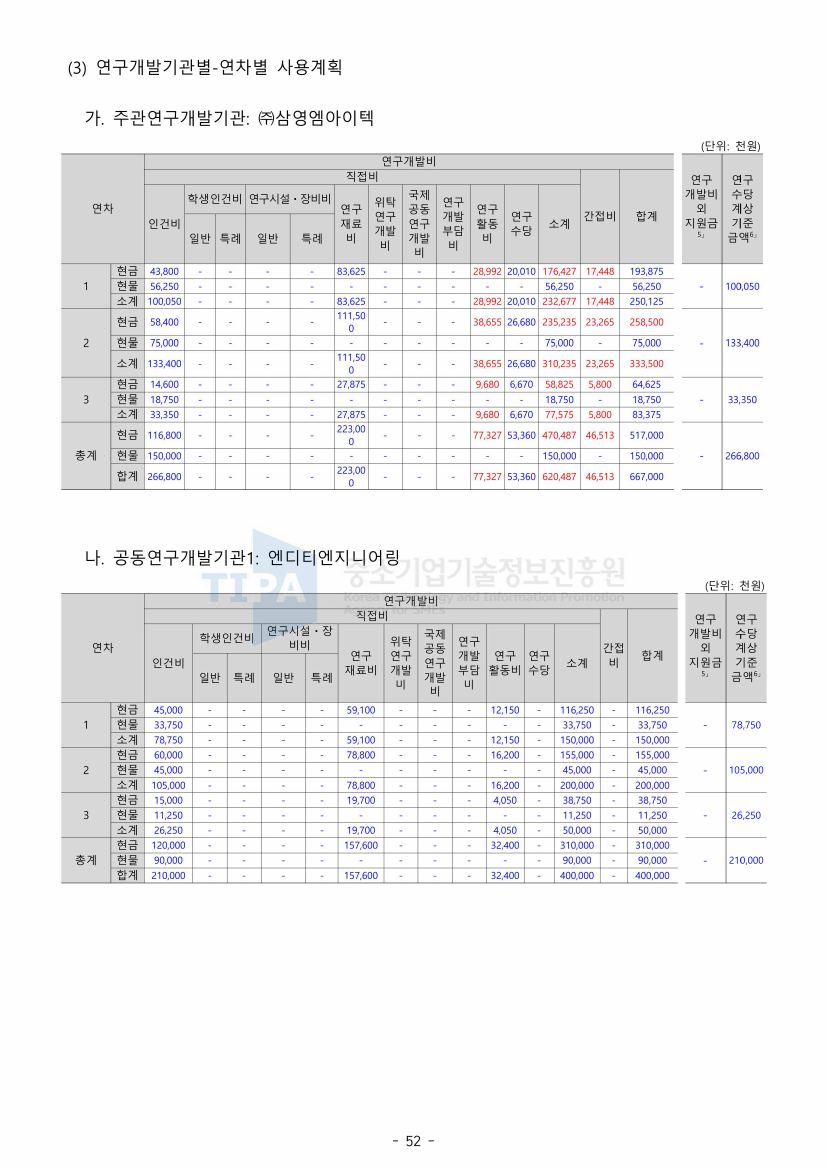 (3) 연구개발기관별-연차별 사용계획
가. 주관연구개발기관: ㈜삼영엠아이텍
(단위: 천원)
연차 연구개발비 연구개발비 외 지원금5」 연구수당 계상 기준 금액6」
직접비 간접비 합계
인건비 학생인건비 연구시설・장비비 연구재료비 위탁연구개발비 국제공동연구개발비 연구개발부담비 연구활동비 연구수당 소계
일반 특례 일반 특례
1 현금 43,800 - - - - 83,625 - - - 28,992 20,010 176,427 17,448 193,875 - 100,050
현물 56,250 - - - - - - - - - - 56,250 - 56,250
소계 100,050 - - - - 83,625 - - - 28,992 20,010 232,677 17,448 250,125
2 현금 58,400 - - - - 111,500 - - - 38,655 26,680 235,235 23,265 258,500 - 133,400
현물 75,000 - - - - - - - - - - 75,000 - 75,000
소계 133,400 - - - - 111,500 - - - 38,655 26,680 310,235 23,265 333,500
3 현금 14,600 - - - - 27,875 - - - 9,680 6,670 58,825 5,800 64,625 - 33,350
현물 18,750 - - - - - - - - - - 18,750 - 18,750
소계 33,350 - - - - 27,875 - - - 9,680 6,670 77,575 5,800 83,375
총계 현금 116,800 - - - - 223,000 - - - 77,327 53,360 470,487 46,513 517,000 - 266,800
현물 150,000 - - - - - - - - - - 150,000 - 150,000
합계 266,800 - - - - 223,000 - - - 77,327 53,360 620,487 46,513 667,000
나. 공동연구개발기관1: 엔디티엔지니어링
TIPA 중소기업기술정보진흥원
(단위: 천원)
연차 연구개발비 연구개발비 외 지원금5」 연구수당 계상 기준 금액6」
직접비 간접비 합계
인건비 학생인건비 연구시설・장비비 연구재료비 위탁연구개발비 국제공동연구개발비 연구개발부담비 연구활동비 연구수당 소계
일반 특례 일반 특례
1 현금 45,000 - - - - 59,100 - - - 12,150 - 116,250 - 116,250 - 78,750
현물 33,750 - - - - - - - - - - 33,750 - 33,750
소계 78,750 - - - - 59,100 - - - 12,150 - 150,000 - 150,000
2 현금 60,000 - - - - 78,800 - - - 16,200 - 155,000 - 155,000 - 105,000
현물 45,000 - - - - - - - - - - 45,000 - 45,000
소계 105,000 - - - - 78,800 - - - 16,200 - 200,000 - 200,000
3 현금 15,000 - - - - 19,700 - - - 4,050 - 38,750 - 38,750 - 26,250
현물 11,250 - - - - - - - - - - 11,250 - 11,250
소계 26,250 - - - - 19,700 - - - 4,050 - 50,000 - 50,000
총계 현금 120,000 - - - - 157,600 - - - 32,400 - 310,000 - 310,000 - 210,000
현물 90,000 - - - - - - - - - - 90,000 - 90,000
합계 210,000 - - - - 157,600 - - - 32,400 - 400,000 - 400,000
- 52 -